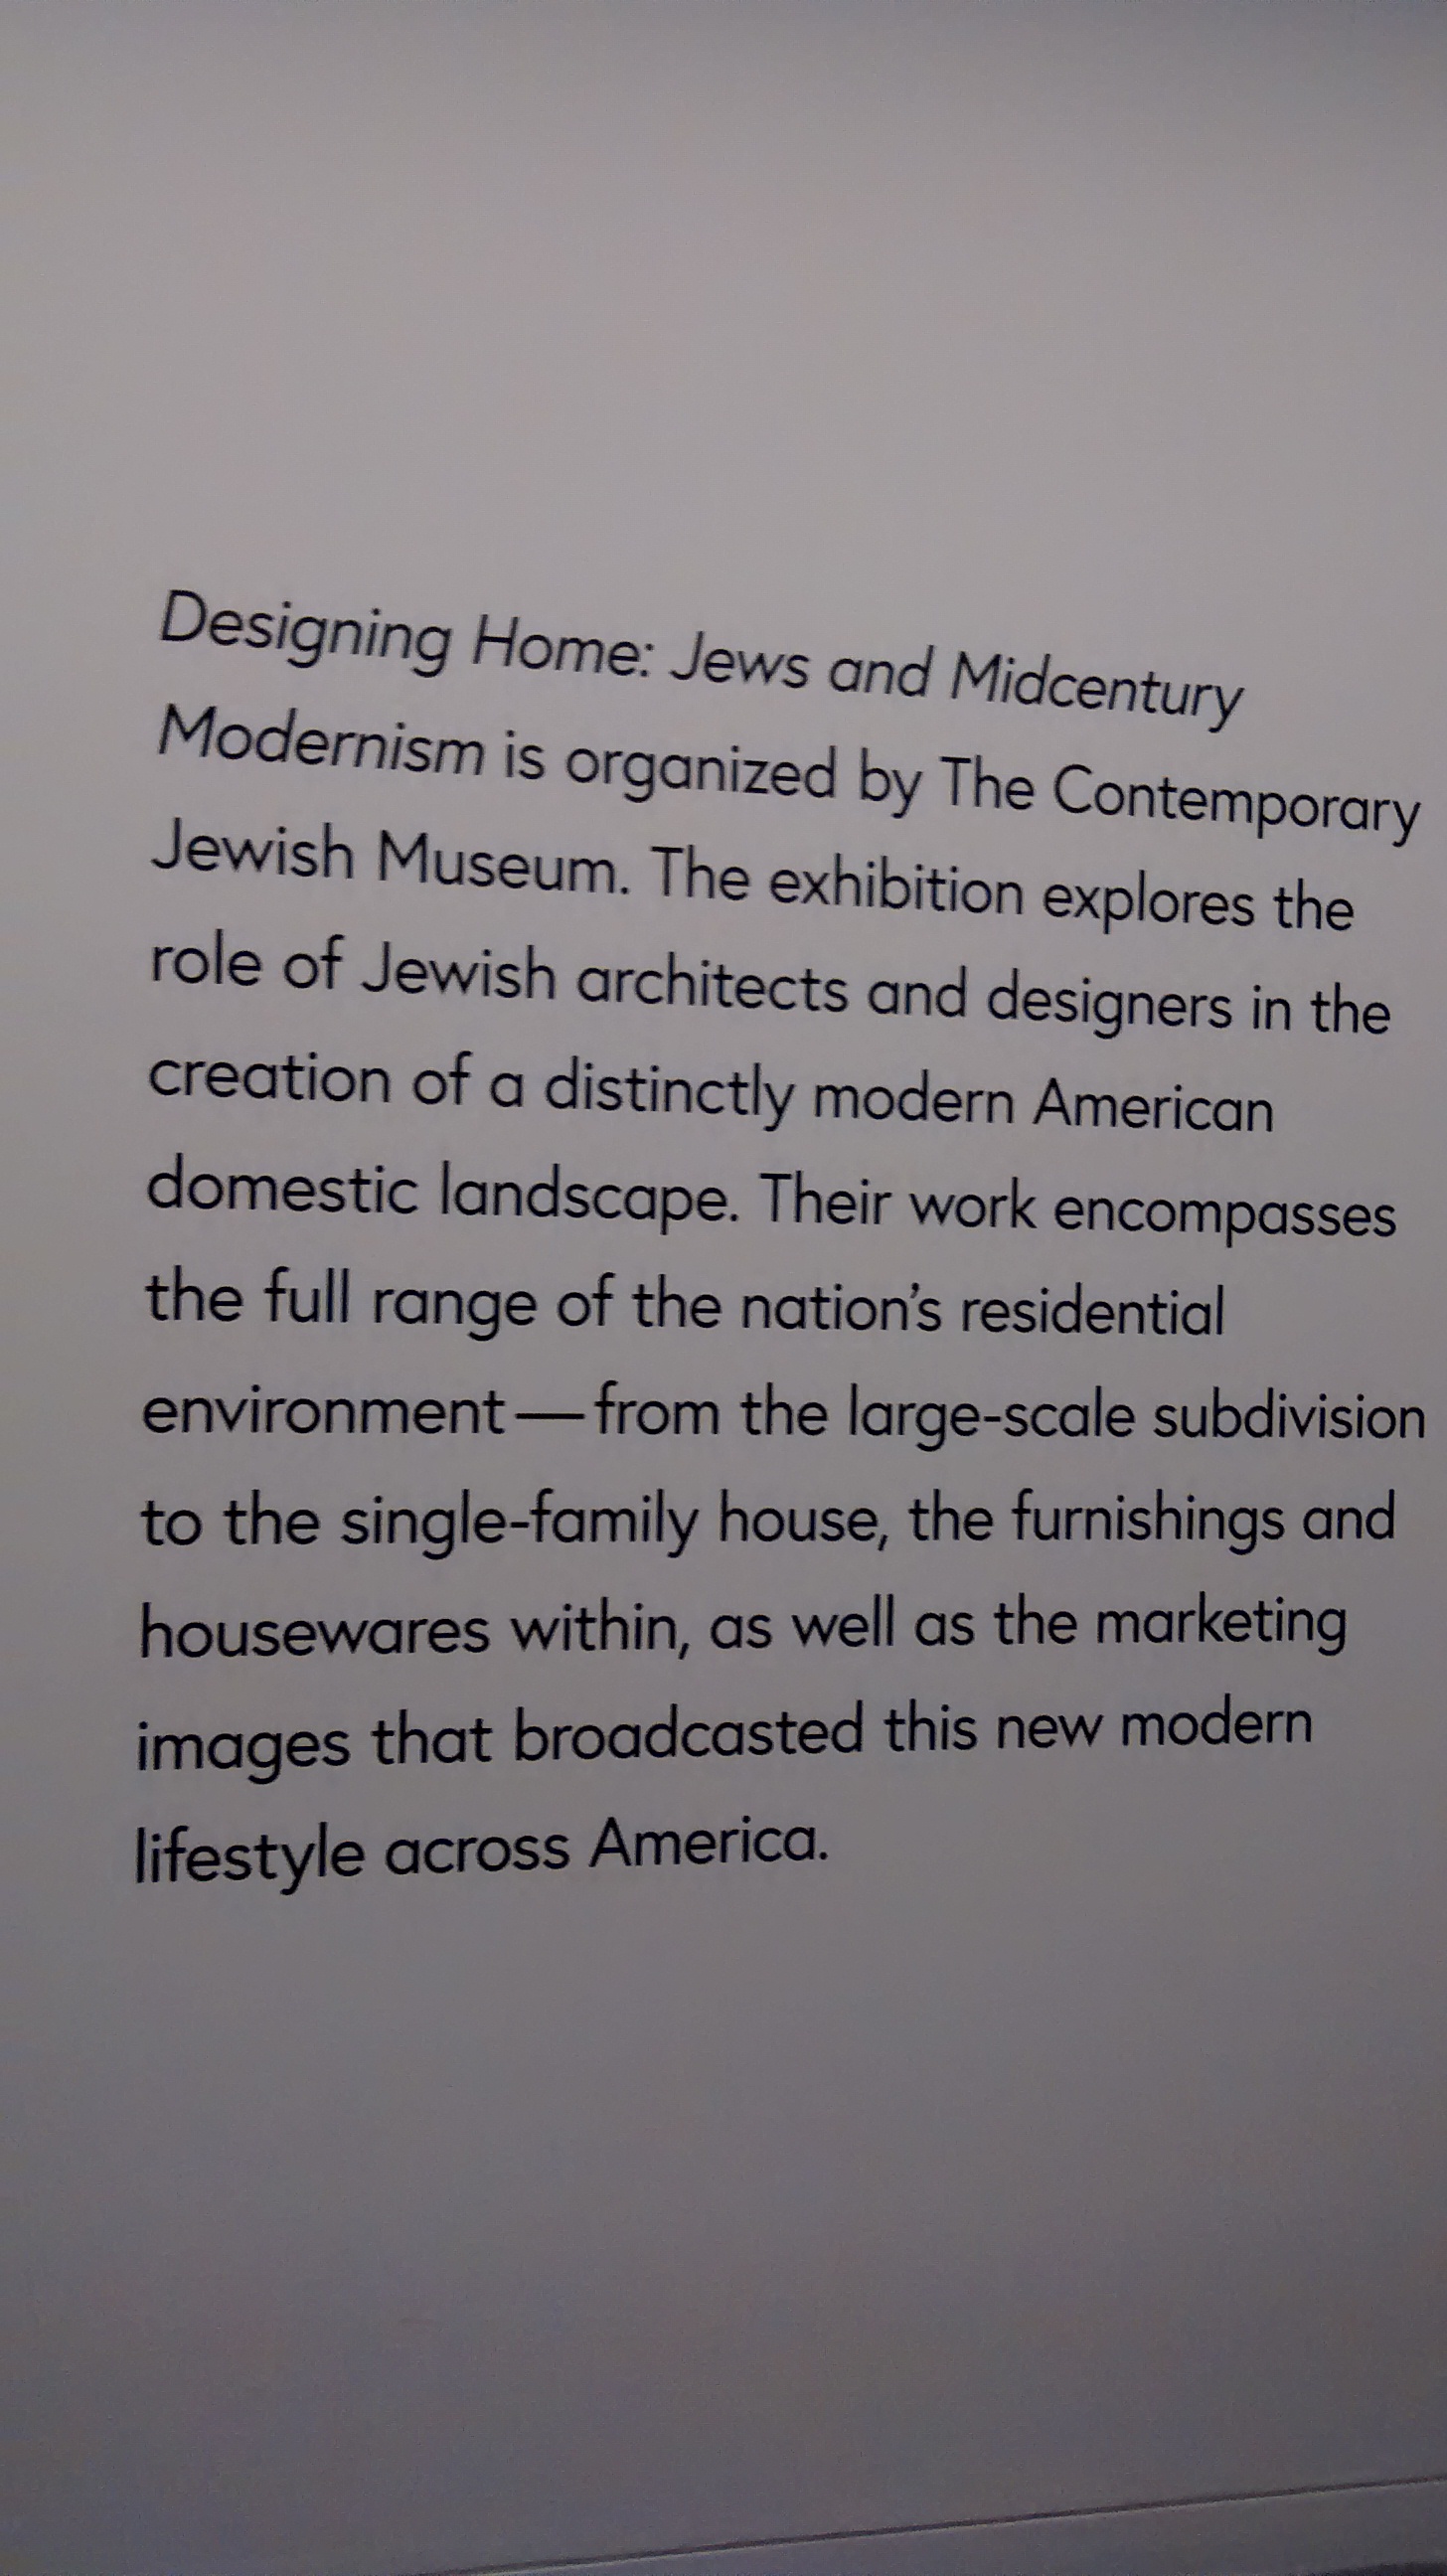 Designing Home: Jews and Midcentury
Modernism is organized by The Contemporary
Jewish Museum. The exhibition explores the
role of Jewish architects and designers in the
creation of a distinctly modern American
domestic landscape. Their work encompasses
the full range of the nation’s residential
environment — from the large-scale subdivision
to the single-family house, the furnishings and
housewares within, as well as the marketing
images that broadcasted this new modern
lifestyle across America.